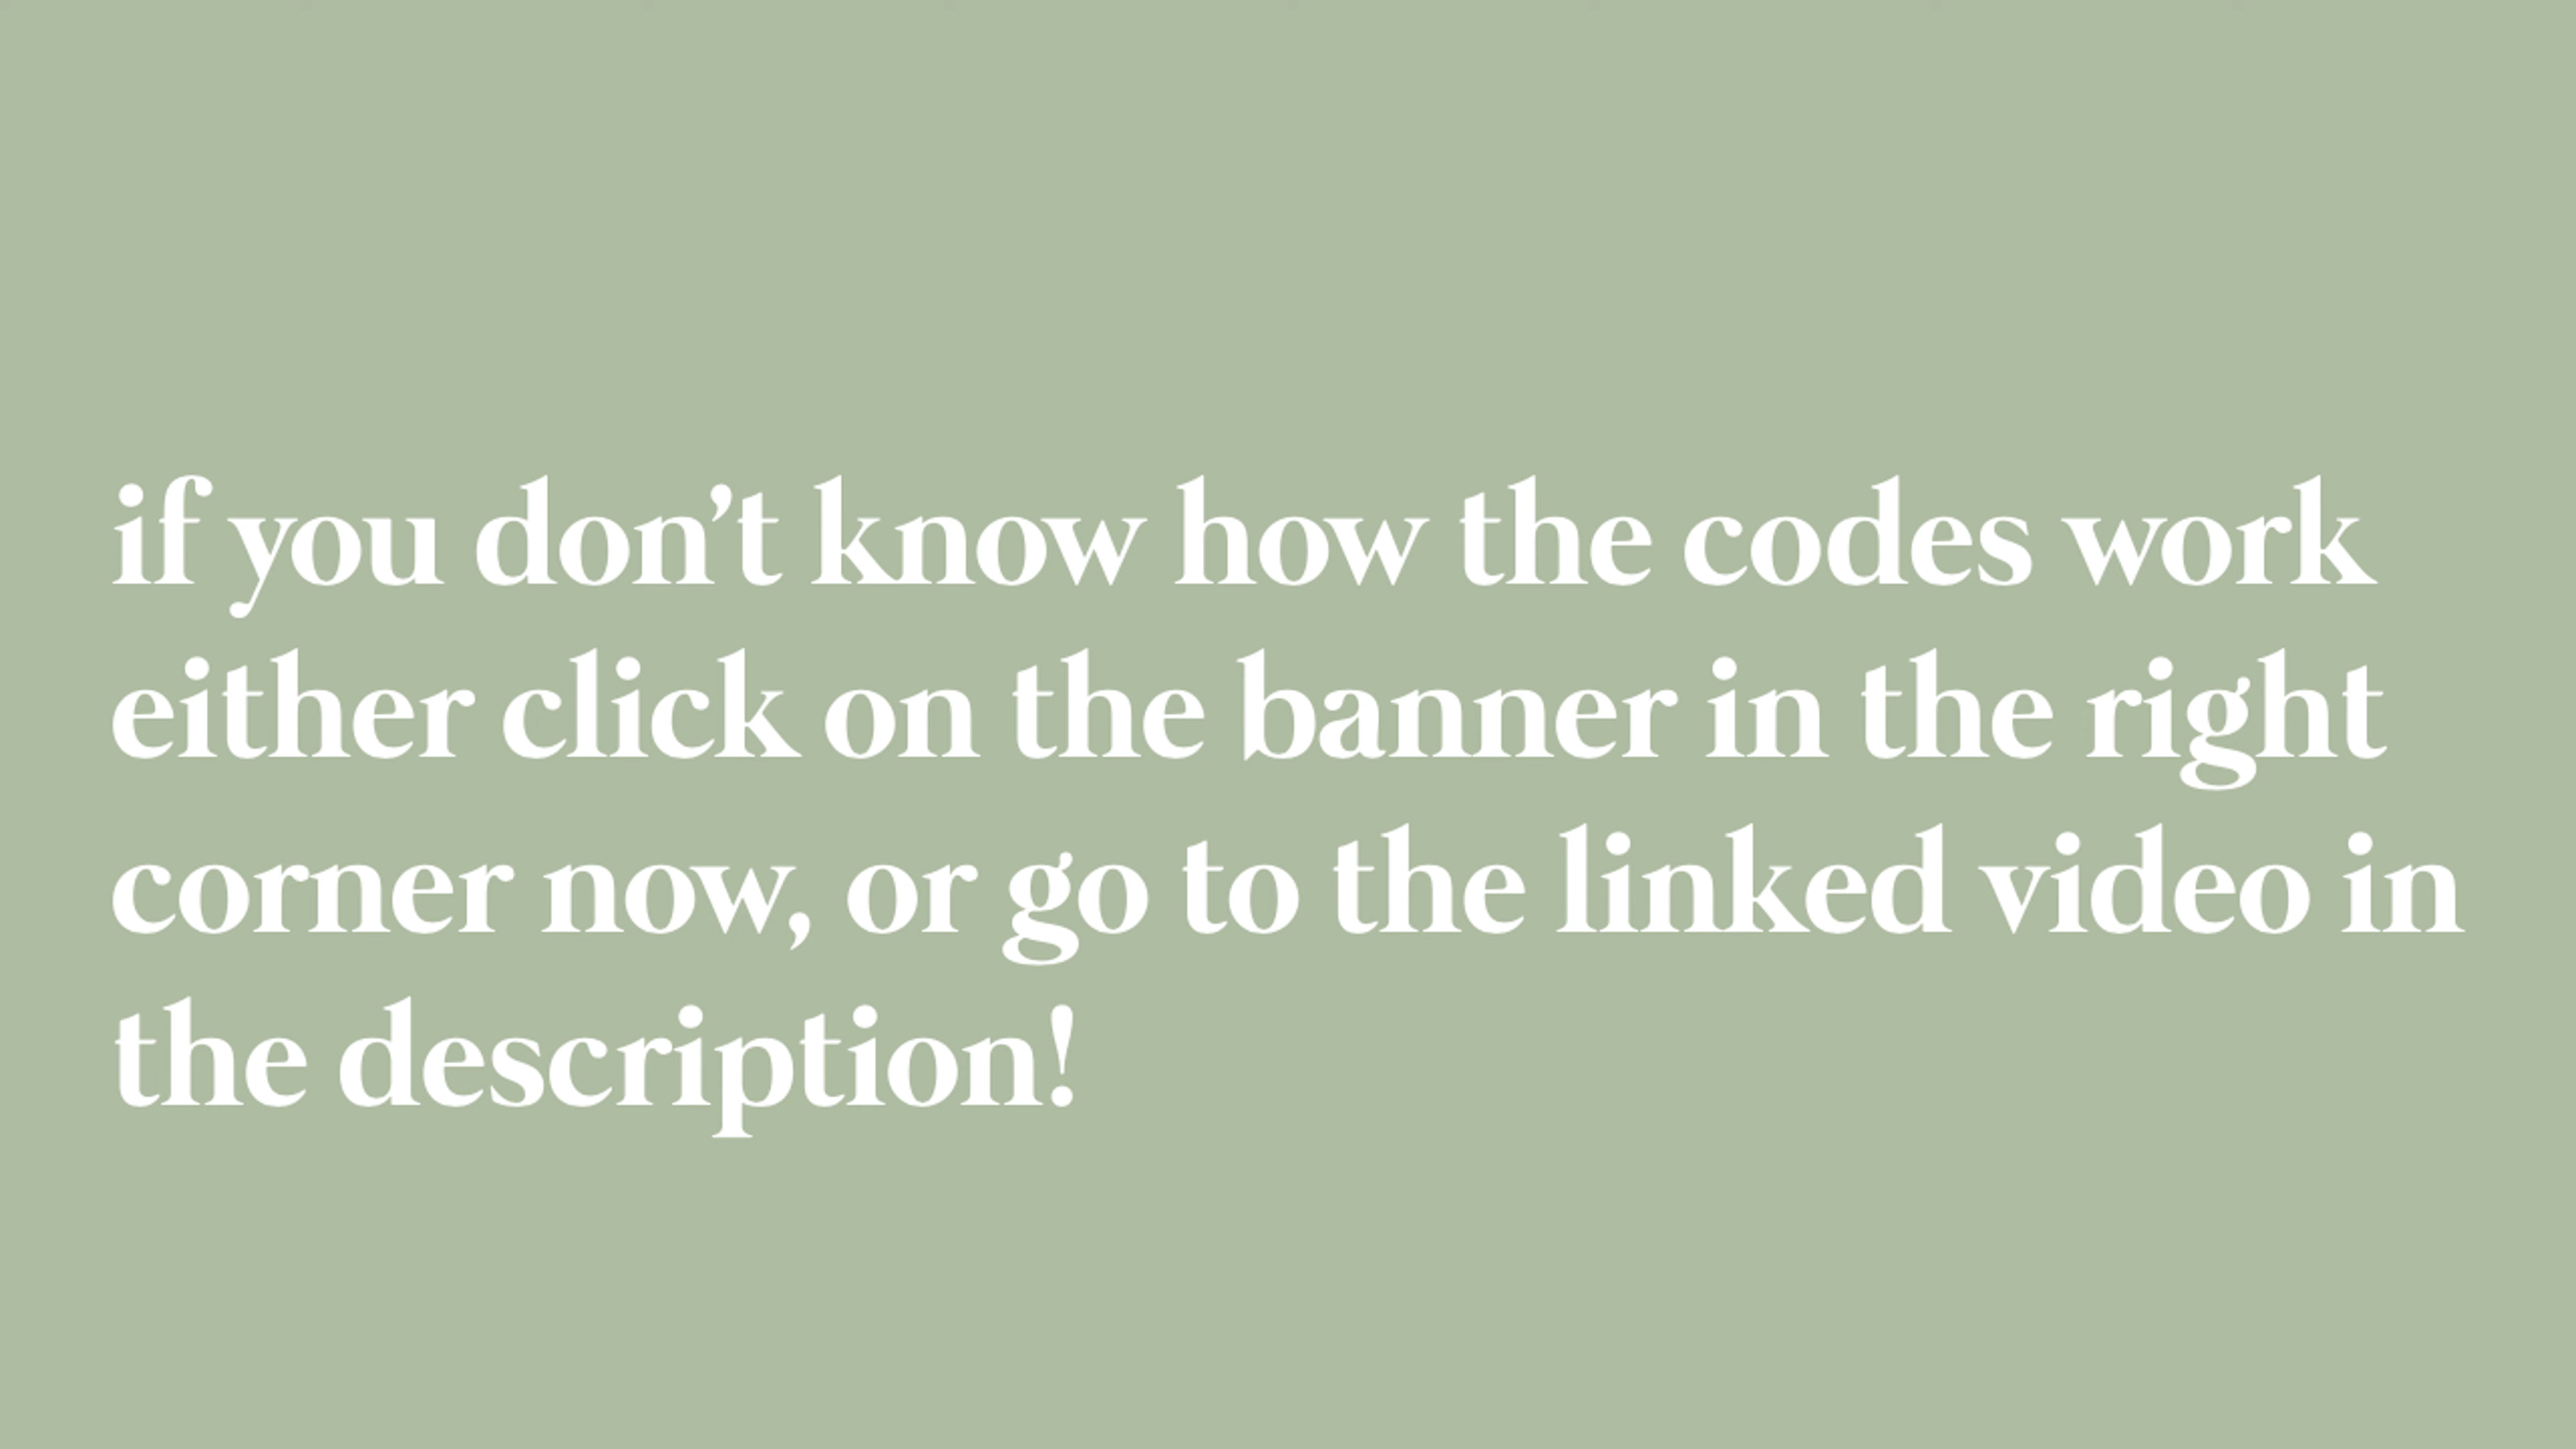 if you don’t know how the codes work
either click on the banner in the right
corner now, or go to the linked video in
the description!